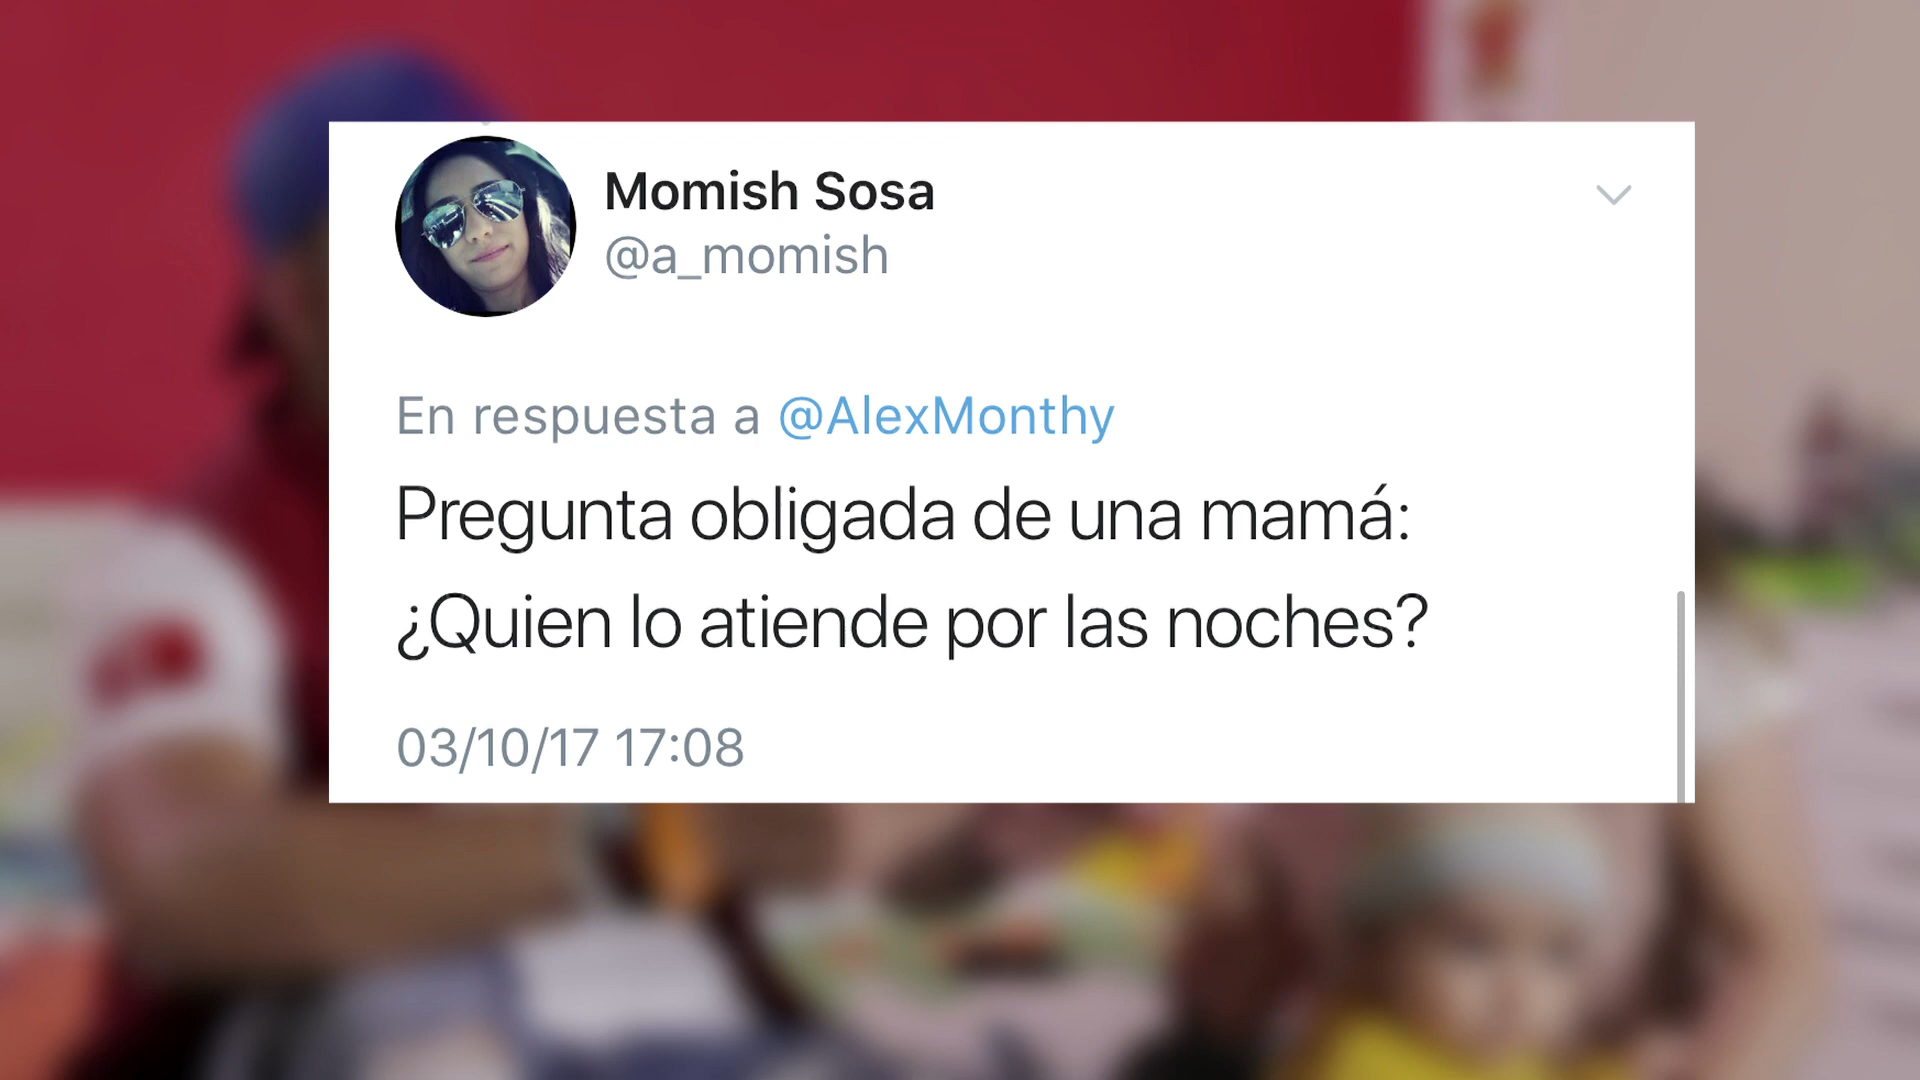 Momish Sosa
@a_momish
En respuesta a @AlexMonthy
Pregunta obligada de una mamá:
¿Quien lo atiende por las noches?
03/10/17 17:08